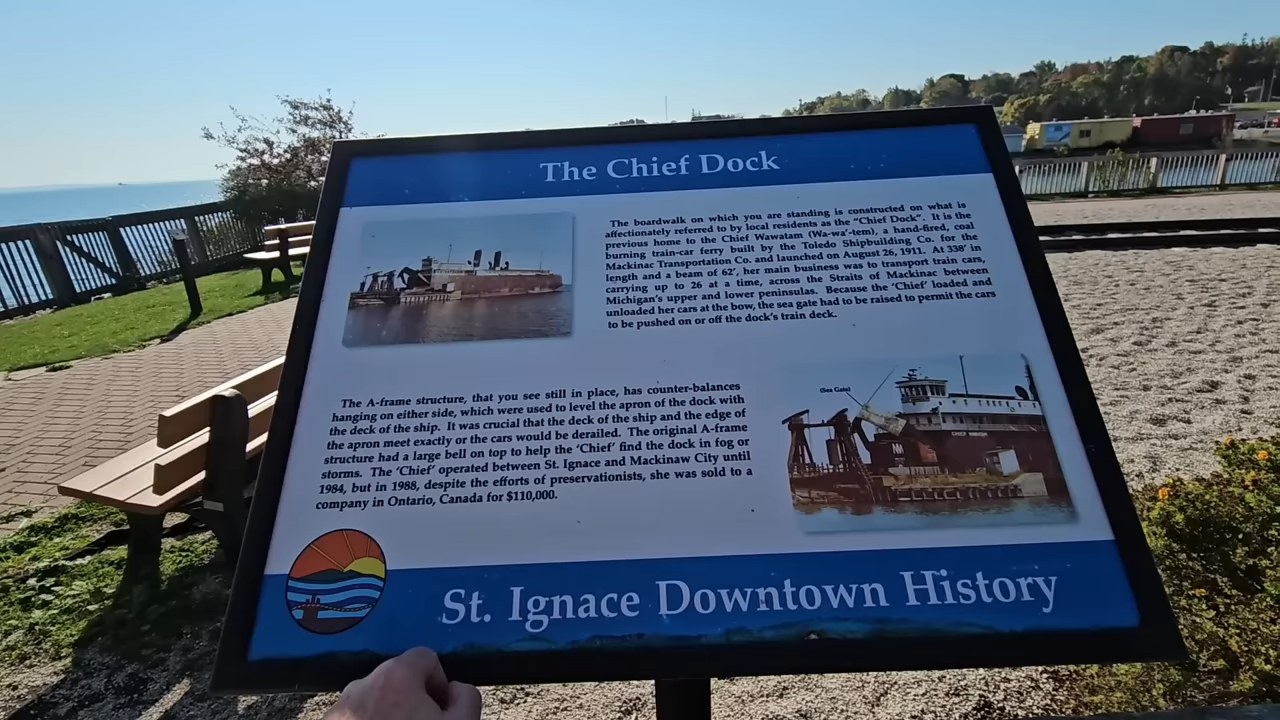 The Chief Dock
The boardwalk on which you are standing is constructed on what is
affectionately referred to by local residents as the "Chief Dock". It is the
previous home to the Chief Wawatam (Wa-wa'-tem), a hand-fired, coal
burning train-car ferry built by the Toledo Shipbuilding Co. for the
Mackinac Transportation Co. and launched on August 26, 1911. At 338' in
length and a beam of 62', her main business was to transport train cars,
carrying up to 26 at a time, across the Straits of Mackinac between
Michigan's upper and lower peninsulas. Because the 'Chief' loaded and
unloaded her cars at the bow, the sea gate had to be raised to permit the cars
to be pushed on or off the dock's train deck.
The A-frame structure, that you see still in place, has counter-balances
hanging on either side, which were used to level the apron of the dock with
the deck of the ship. It was crucial that the deck of the ship and the edge of
the apron meet exactly or the cars would be derailed. The original A-frame
structure had a large bell on top to help the 'Chief' find the dock in fog or
storms. The 'Chief' operated between St. Ignace and Mackinaw City until
1984, but in 1988, despite the efforts of preservationists, she was sold to a
company in Ontario, Canada for $110,000.
(Sea Gate)
CHIEF
St. Ignace Downtown History